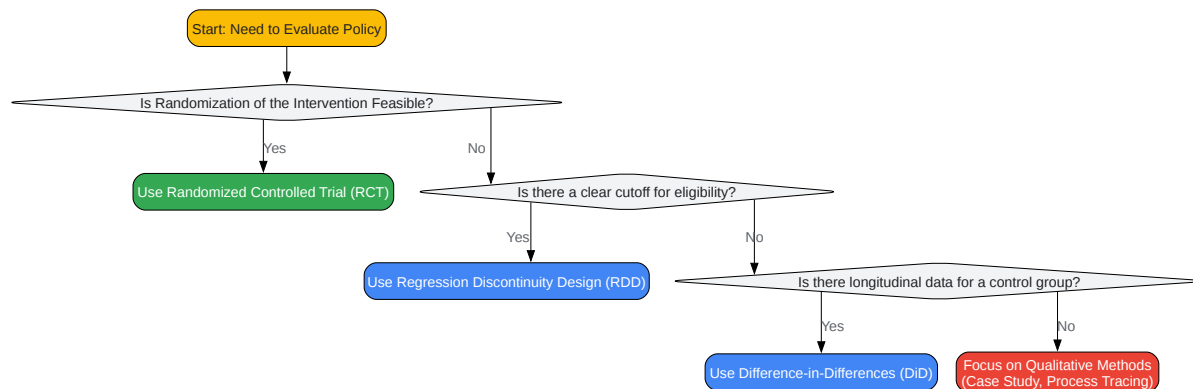 Start: Need to Evaluate Policy
Is Randomization of the Intervention Feasible?
Yes
No
Use Randomized Controlled Trial (RCT)
Is there a clear cutoff for eligibility?
Yes
No
Use Regression Discontinuity Design (RDD)
Is there longitudinal data for a control group?
Yes
No
Use Difference-in-Differences (DiD)
Focus on Qualitative Methods
(Case Study, Process Tracing)